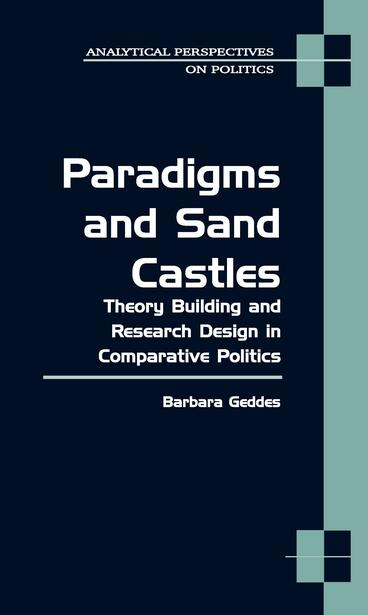 ANALYTICAL PERSPECTIVES
ON POLITICS
Paradigms
and Sand
Castles
Theory Building and
Research Design in
Comparative Politics
Barbara Geddes